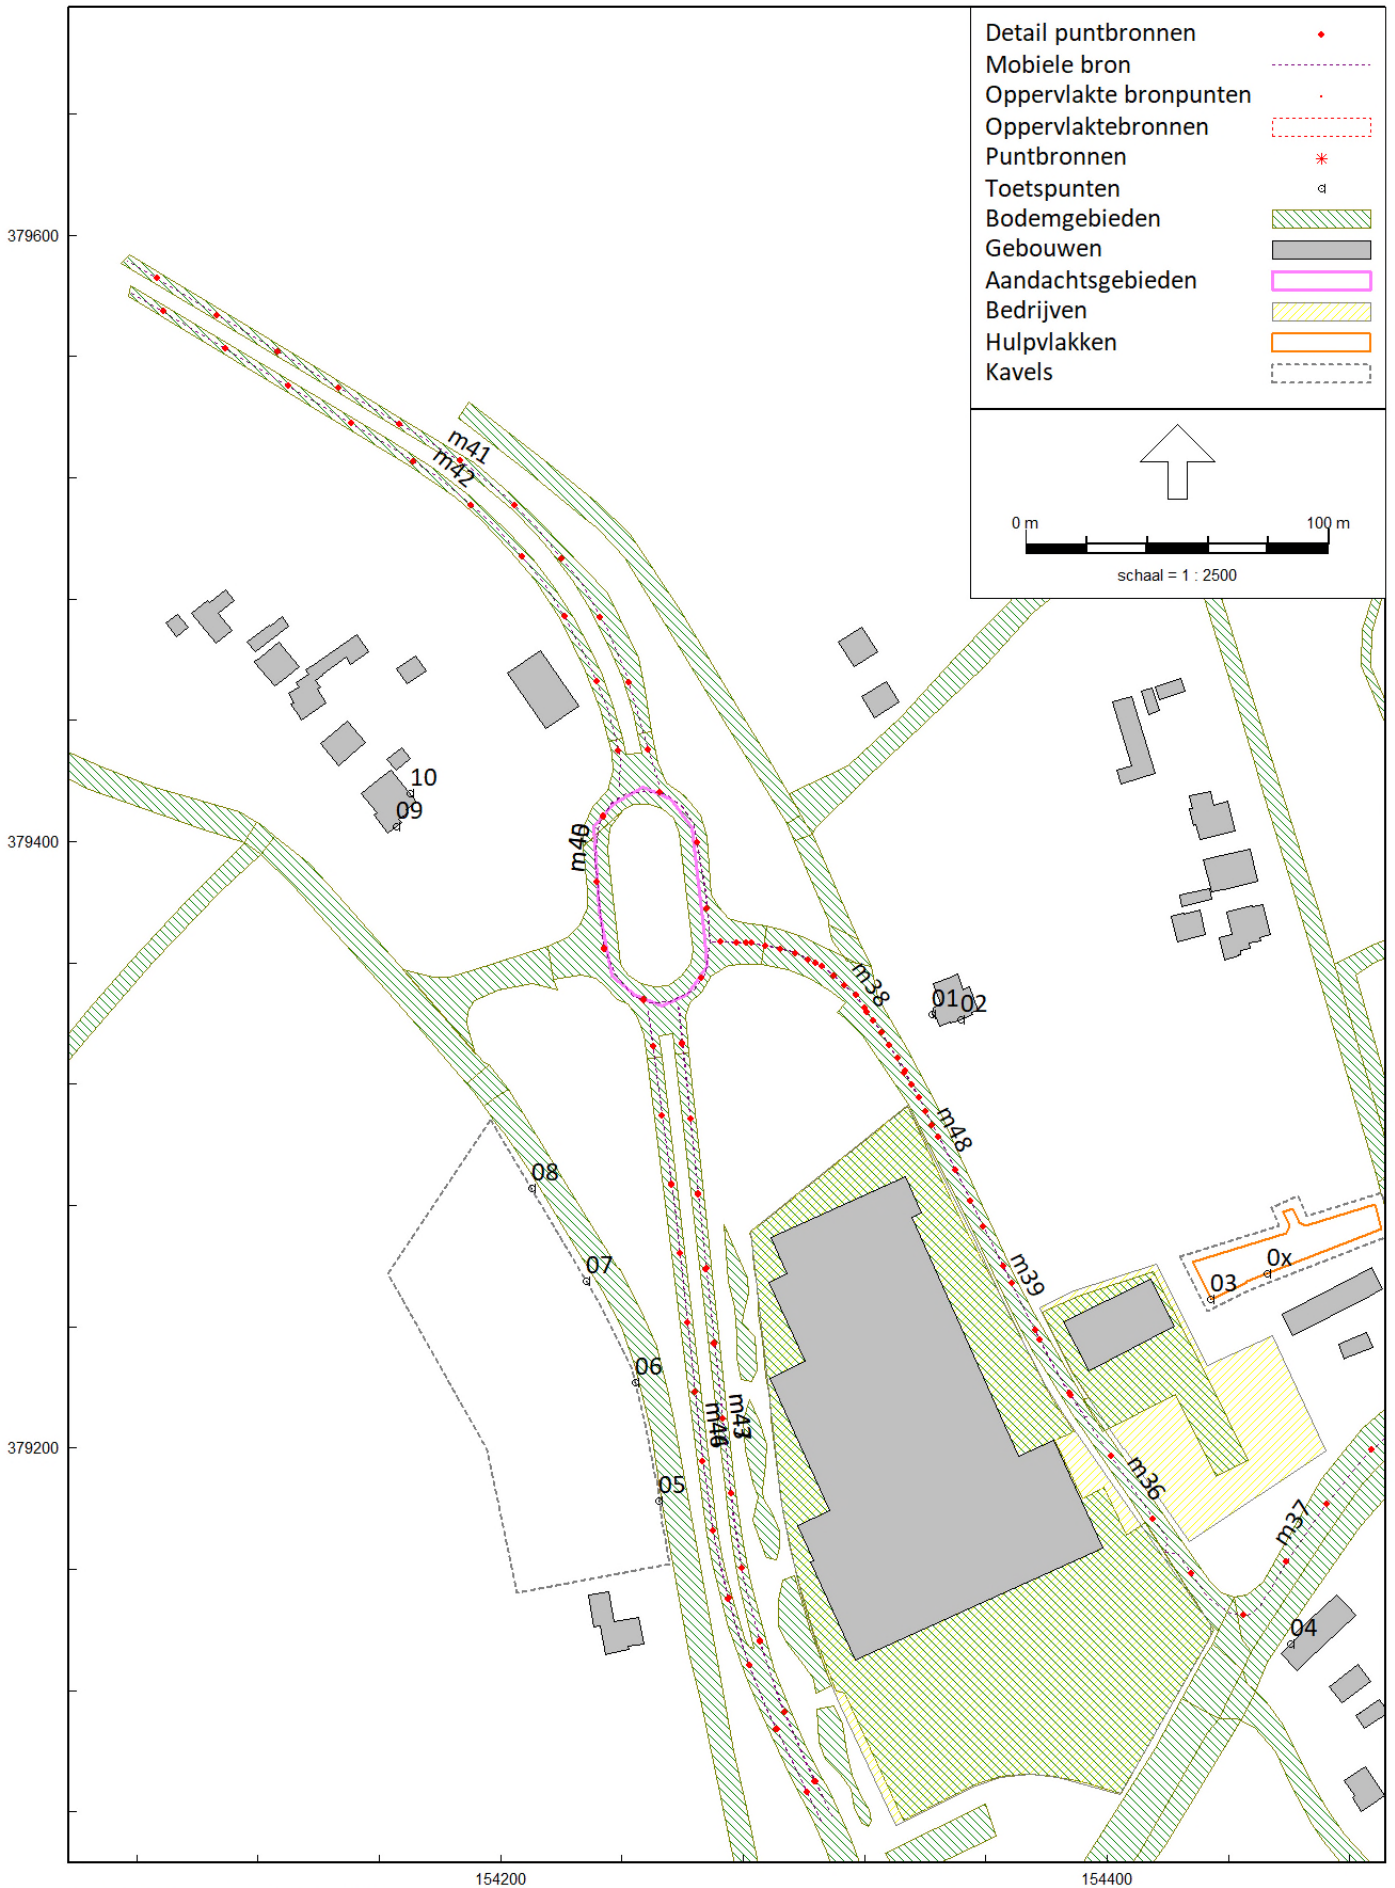 Detail puntbronnen
Mobiele bron
Oppervlakte bronpunten
Oppervlaktebronnen
Puntbronnen
Toetspunten
Bodemgebieden
Gebouwen
Aandachtsgebieden
Bedrijven
Hulpvlakken
Kavels
0 m 100 m
schaal = 1 : 2500
379600
m41
m42
10
09
379400
m38
01 02
m48
08
07
m39
0x
03
06
m43
379200
05
m36
m37
04
154200 154400